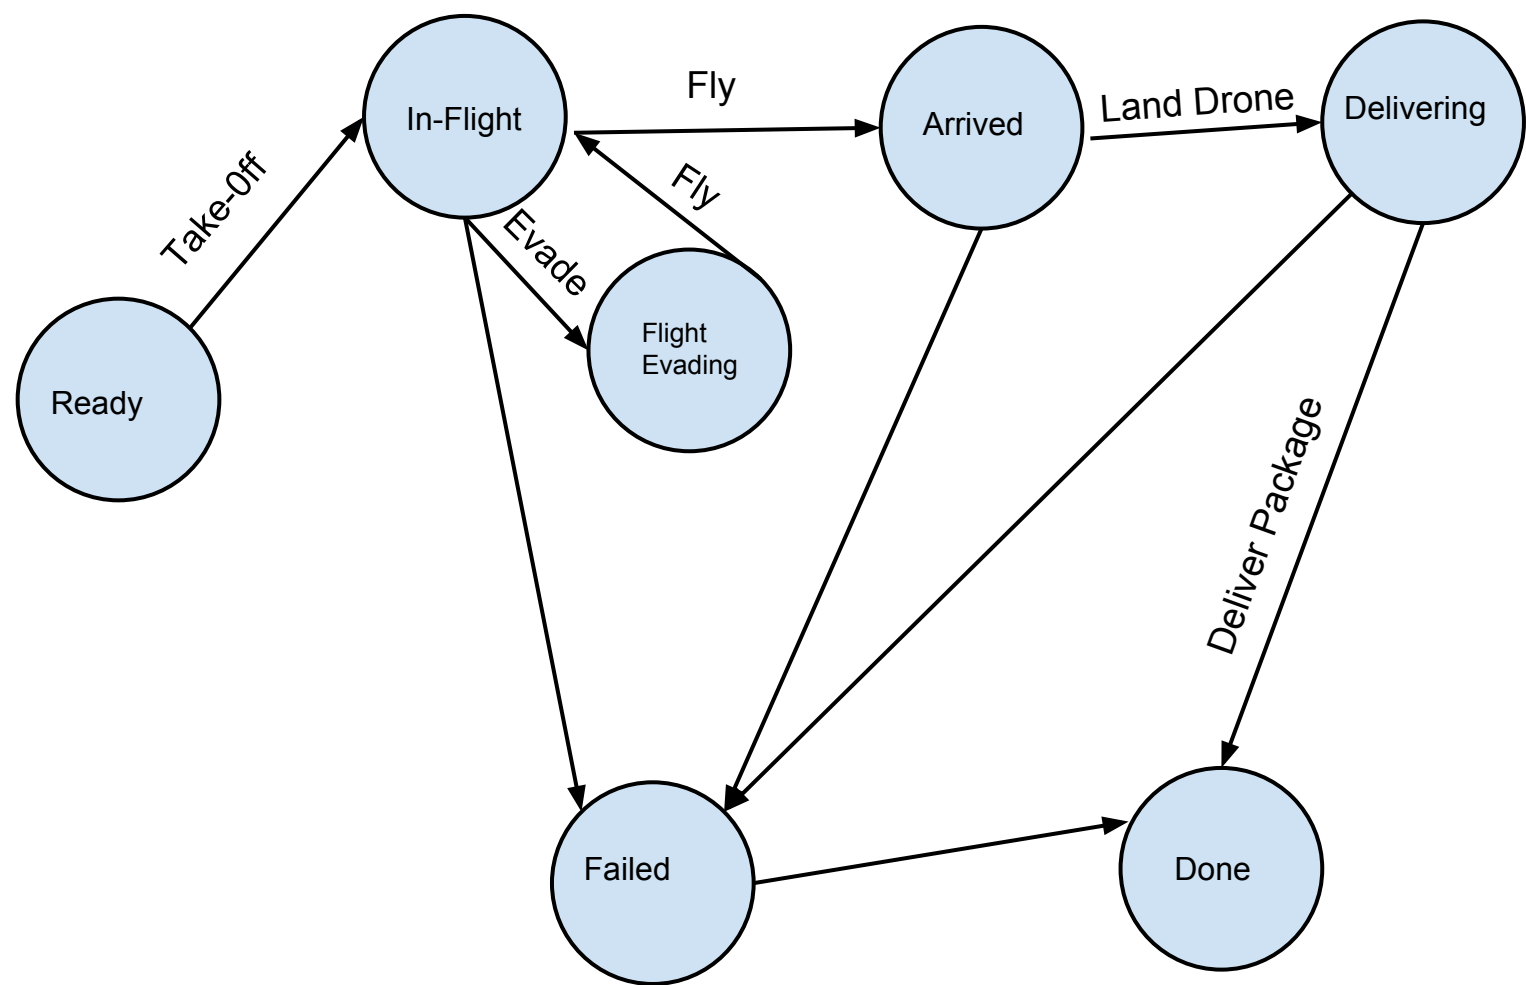 In-Flight
Fly
Arrived
Land Drone
Delivering
Take-0ff
Evade
Fly
Flight
Evading
Ready
Deliver Package
Failed
Done